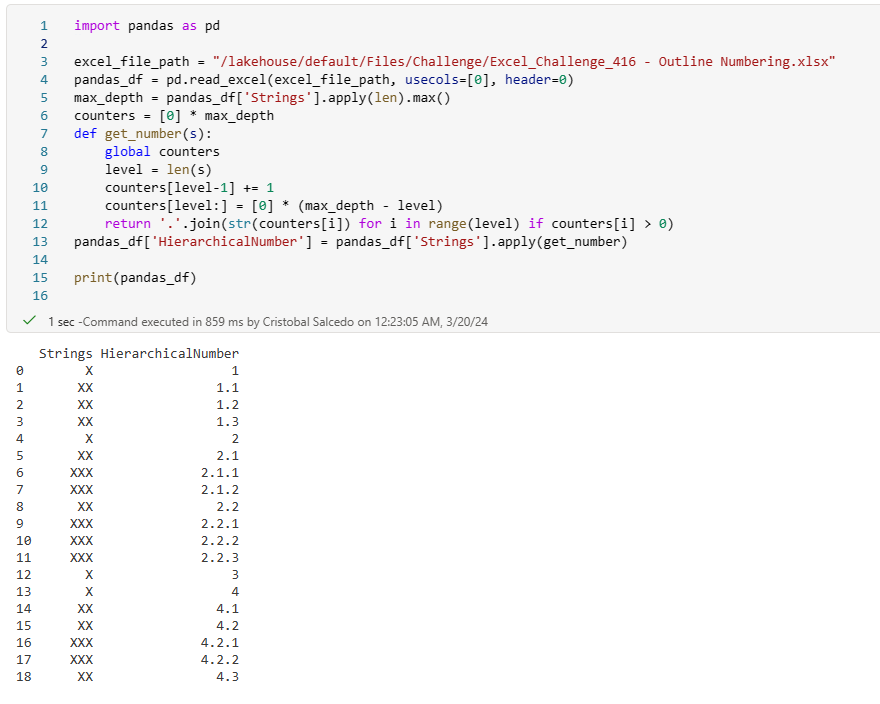 1 import pandas as pd
2
3 excel_file_path = "/lakehouse/default/Files/Challenge/Excel_Challenge_416 - Outline Numbering.xlsx"
4 pandas_df = pd.read_excel(excel_file_path, usecols=[0], header=0)
5 max_depth = pandas_df['Strings'].apply(len).max()
6 counters = [0] * max_depth
7 def get_number(s):
8     global counters
9     level = len(s)
10     counters[level-1] += 1
11     counters[level:] = [0] * (max_depth - level)
12     return '.'.join(str(counters[i]) for i in range(level) if counters[i] > 0)
13 pandas_df['HierarchicalNumber'] = pandas_df['Strings'].apply(get_number)
14
15 print(pandas_df)
16
1 sec -Command executed in 859 ms by Cristobal Salcedo on 12:23:05 AM, 3/20/24
Strings HierarchicalNumber
0 X 1
1 XX 1.1
2 XX 1.2
3 XX 1.3
4 X 2
5 XX 2.1
6 XXX 2.1.1
7 XXX 2.1.2
8 XX 2.2
9 XXX 2.2.1
10 XXX 2.2.2
11 XXX 2.2.3
12 X 3
13 X 4
14 XX 4.1
15 XX 4.2
16 XXX 4.2.1
17 XXX 4.2.2
18 XX 4.3